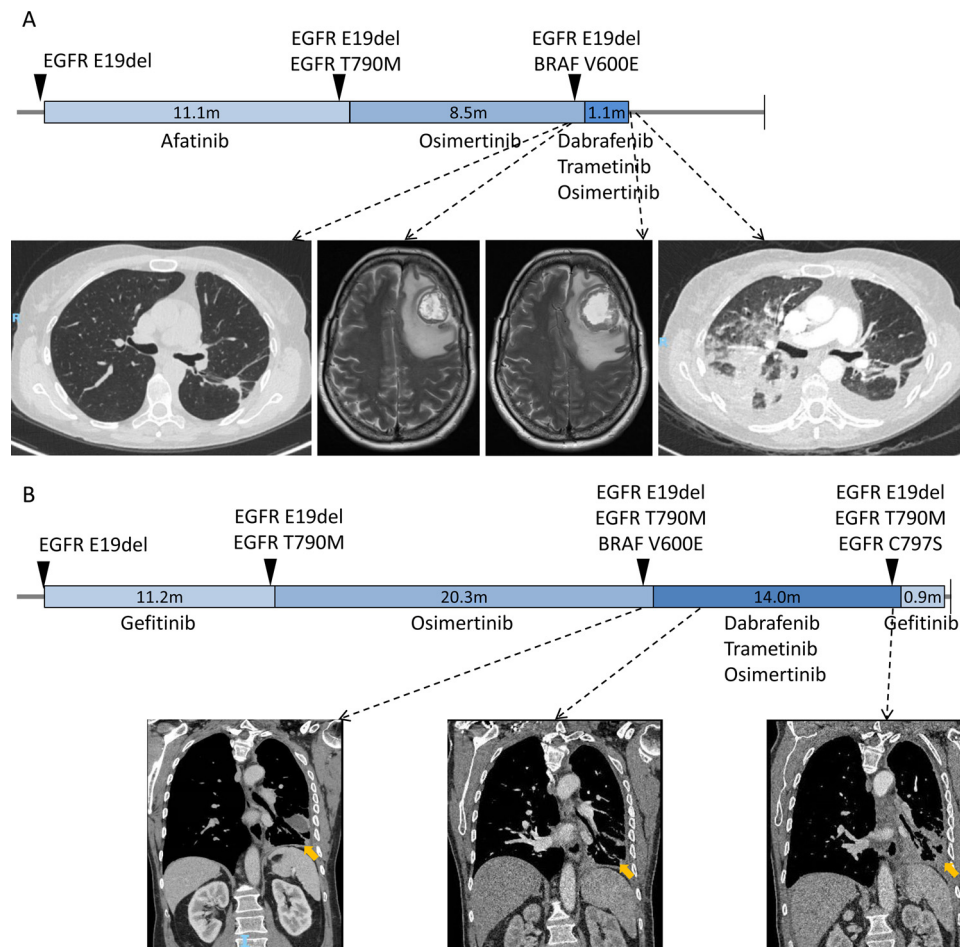 A
EGFR E19del
EGFR E19del
EGFR T790M
EGFR E19del
BRAF V600E
11.1m
8.5m
1.1m
Afatinib
Osimertinib
Dabrafenib
Trametinib
Osimertinib
B
EGFR E19del
EGFR E19del
EGFR T790M
EGFR E19del
EGFR T790M
BRAF V600E
EGFR E19del
EGFR T790M
EGFR C797S
11.2m
20.3m
14.0m
0.9m
Gefitinib
Osimertinib
Dabrafenib
Trametinib
Osimertinib
Gefitinib